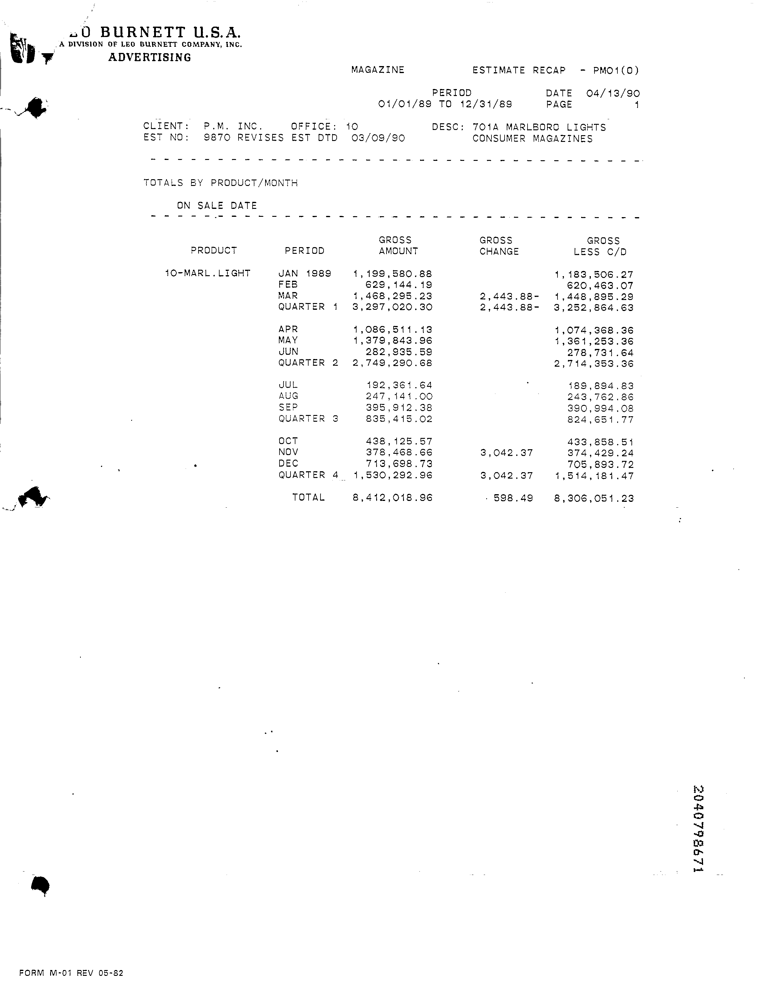 LEO BURNETT U.S.A.
A DIVISION OF LEO BURNETT COMPANY, INC.
ADVERTISING
MAGAZINE ESTIMATE RECAP - PM01(0)
PERIOD DATE 04/13/90
01/01/89 TO 12/31/89 PAGE 1
CLIENT: P.M. INC. OFFICE: 10 DESC: 701A MARLBORO LIGHTS
EST NO: 9870 REVISES EST DTD 03/09/90 CONSUMER MAGAZINES
TOTALS BY PRODUCT/MONTH
ON SALE DATE
GROSS GROSS GROSS
PRODUCT PERIOD AMOUNT CHANGE LESS C/D
10-MARL.LIGHT JAN 1989 1,199,580.88 1,183,506.27
FEB 629,144.19 620,463.07
MAR 1,468,295.23 2,443.88- 1,448,895.29
QUARTER 1 3,297,020.30 2,443.88- 3,252,864.63
APR 1,086,511.13 1,074,368.36
MAY 1,379,843.96 1,361,253.36
JUN 282,935.59 278,731.64
QUARTER 2 2,749,290.68 2,714,353.36
JUL 192,361.64 189,894.83
AUG 247,141.00 243,762.86
SEP 395,912.38 390,994.08
QUARTER 3 835,415.02 824,651.77
OCT 438,125.57 433,858.51
NOV 378,468.66 3,042.37 374,429.24
DEC 713,698.73 705,893.72
QUARTER 4 1,530,292.96 3,042.37 1,514,181.47
TOTAL 8,412,018.96 598.49 8,306,051.23
2040798671
FORM M-01 REV 05-82